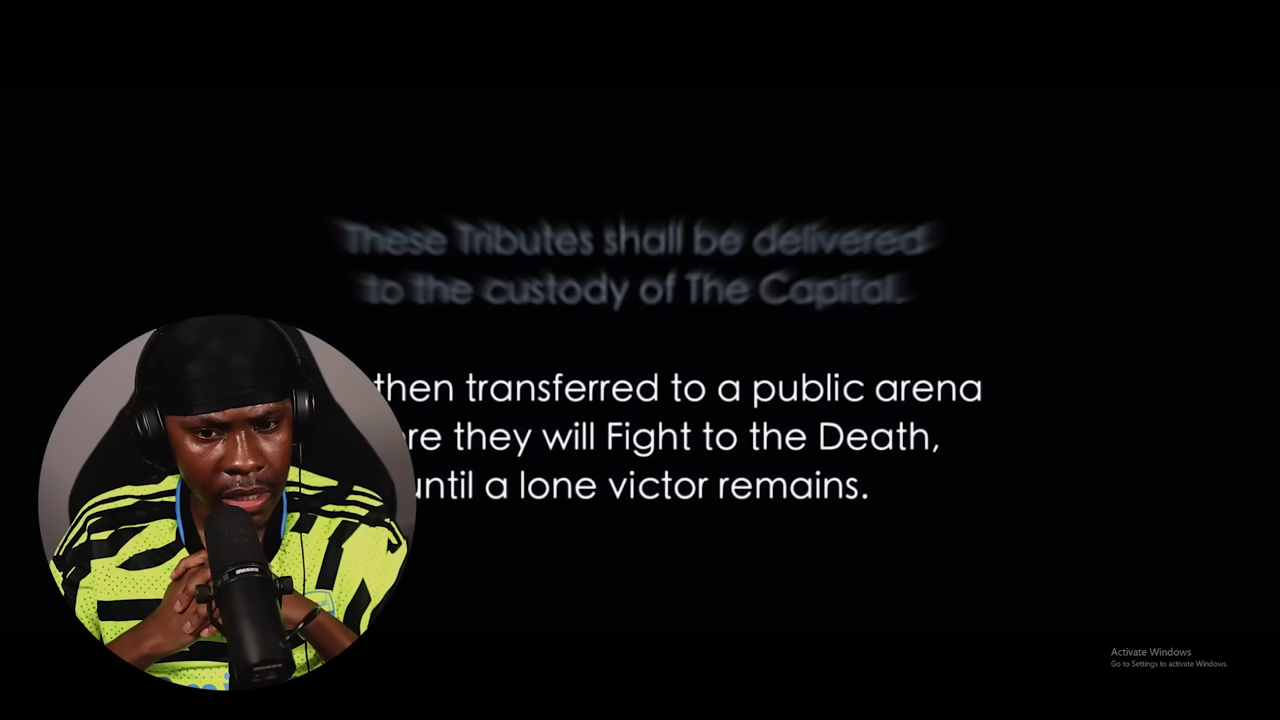 These Tributes shall be delivered
to the custody of The Capital.
then transferred to a public arena
they will Fight to the Death,
until a lone victor remains.
Activate Windows
Go to Settings to activate Windows.